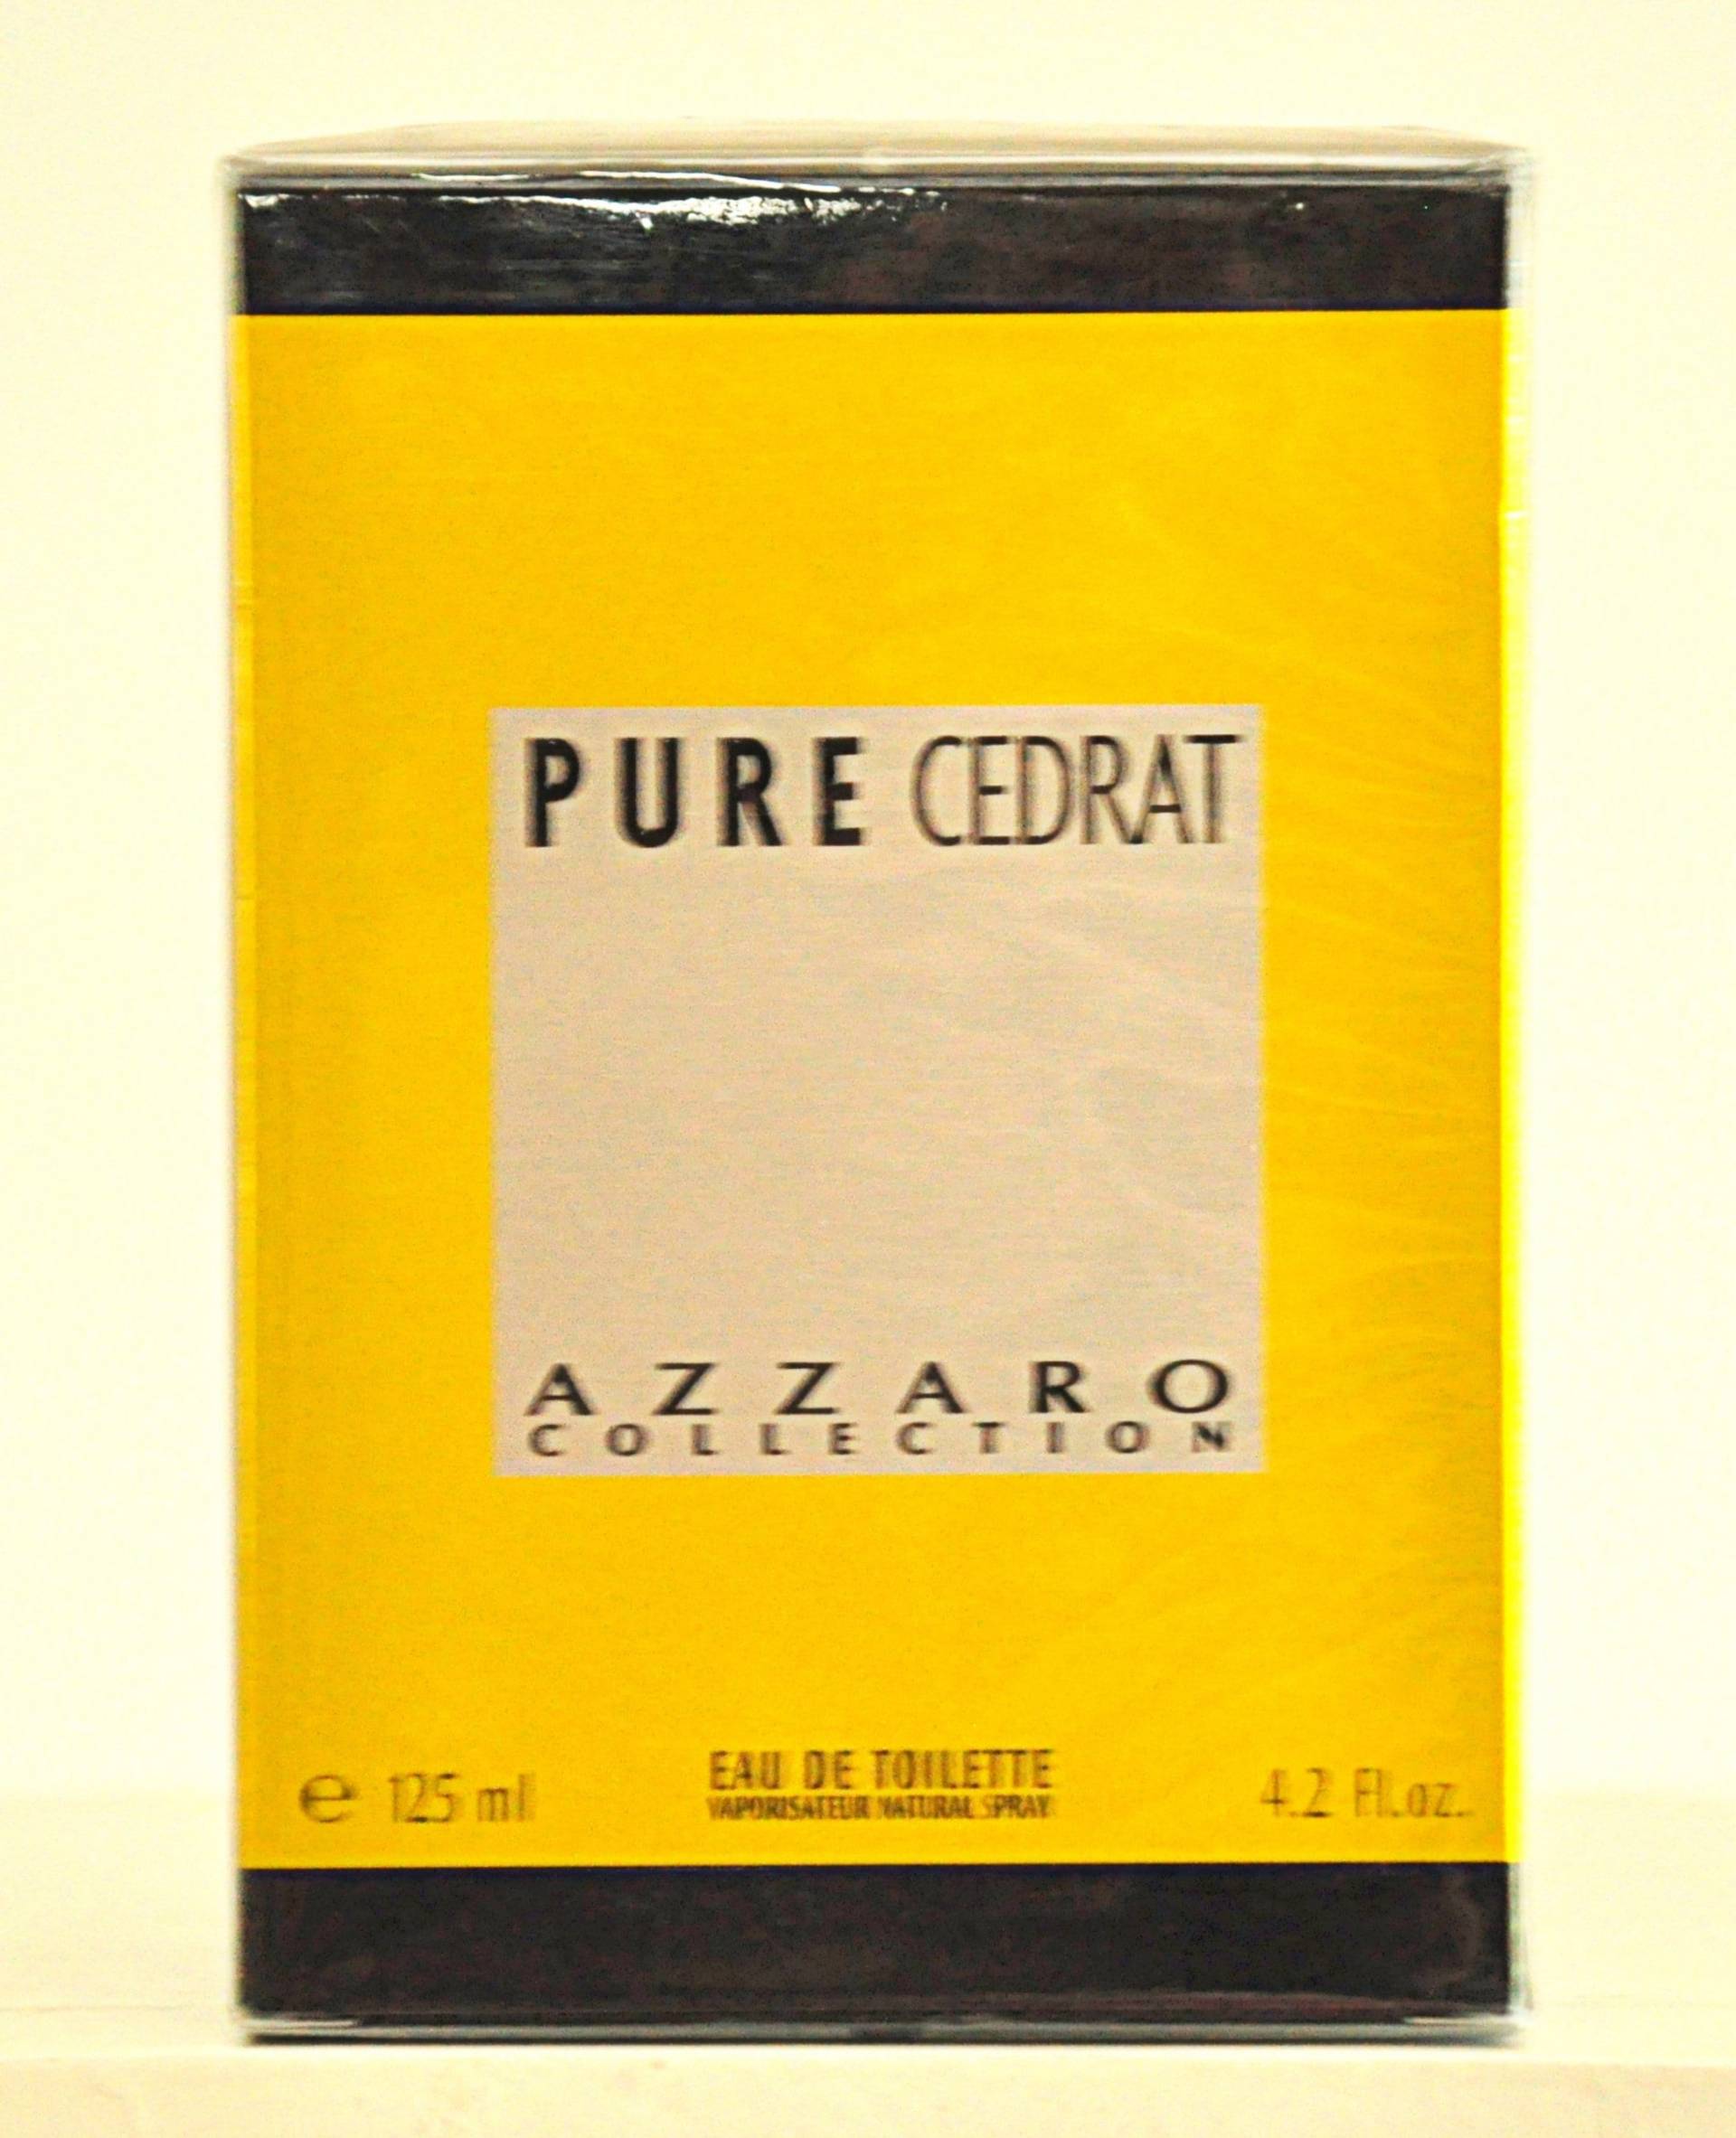 PURE CEDRAT
AZZARO
COLLECTION
e 125 ml
EAU DE TOILETTE
VAPORISATEUR NATURAL SPRAY
4.2 Fl.oz.